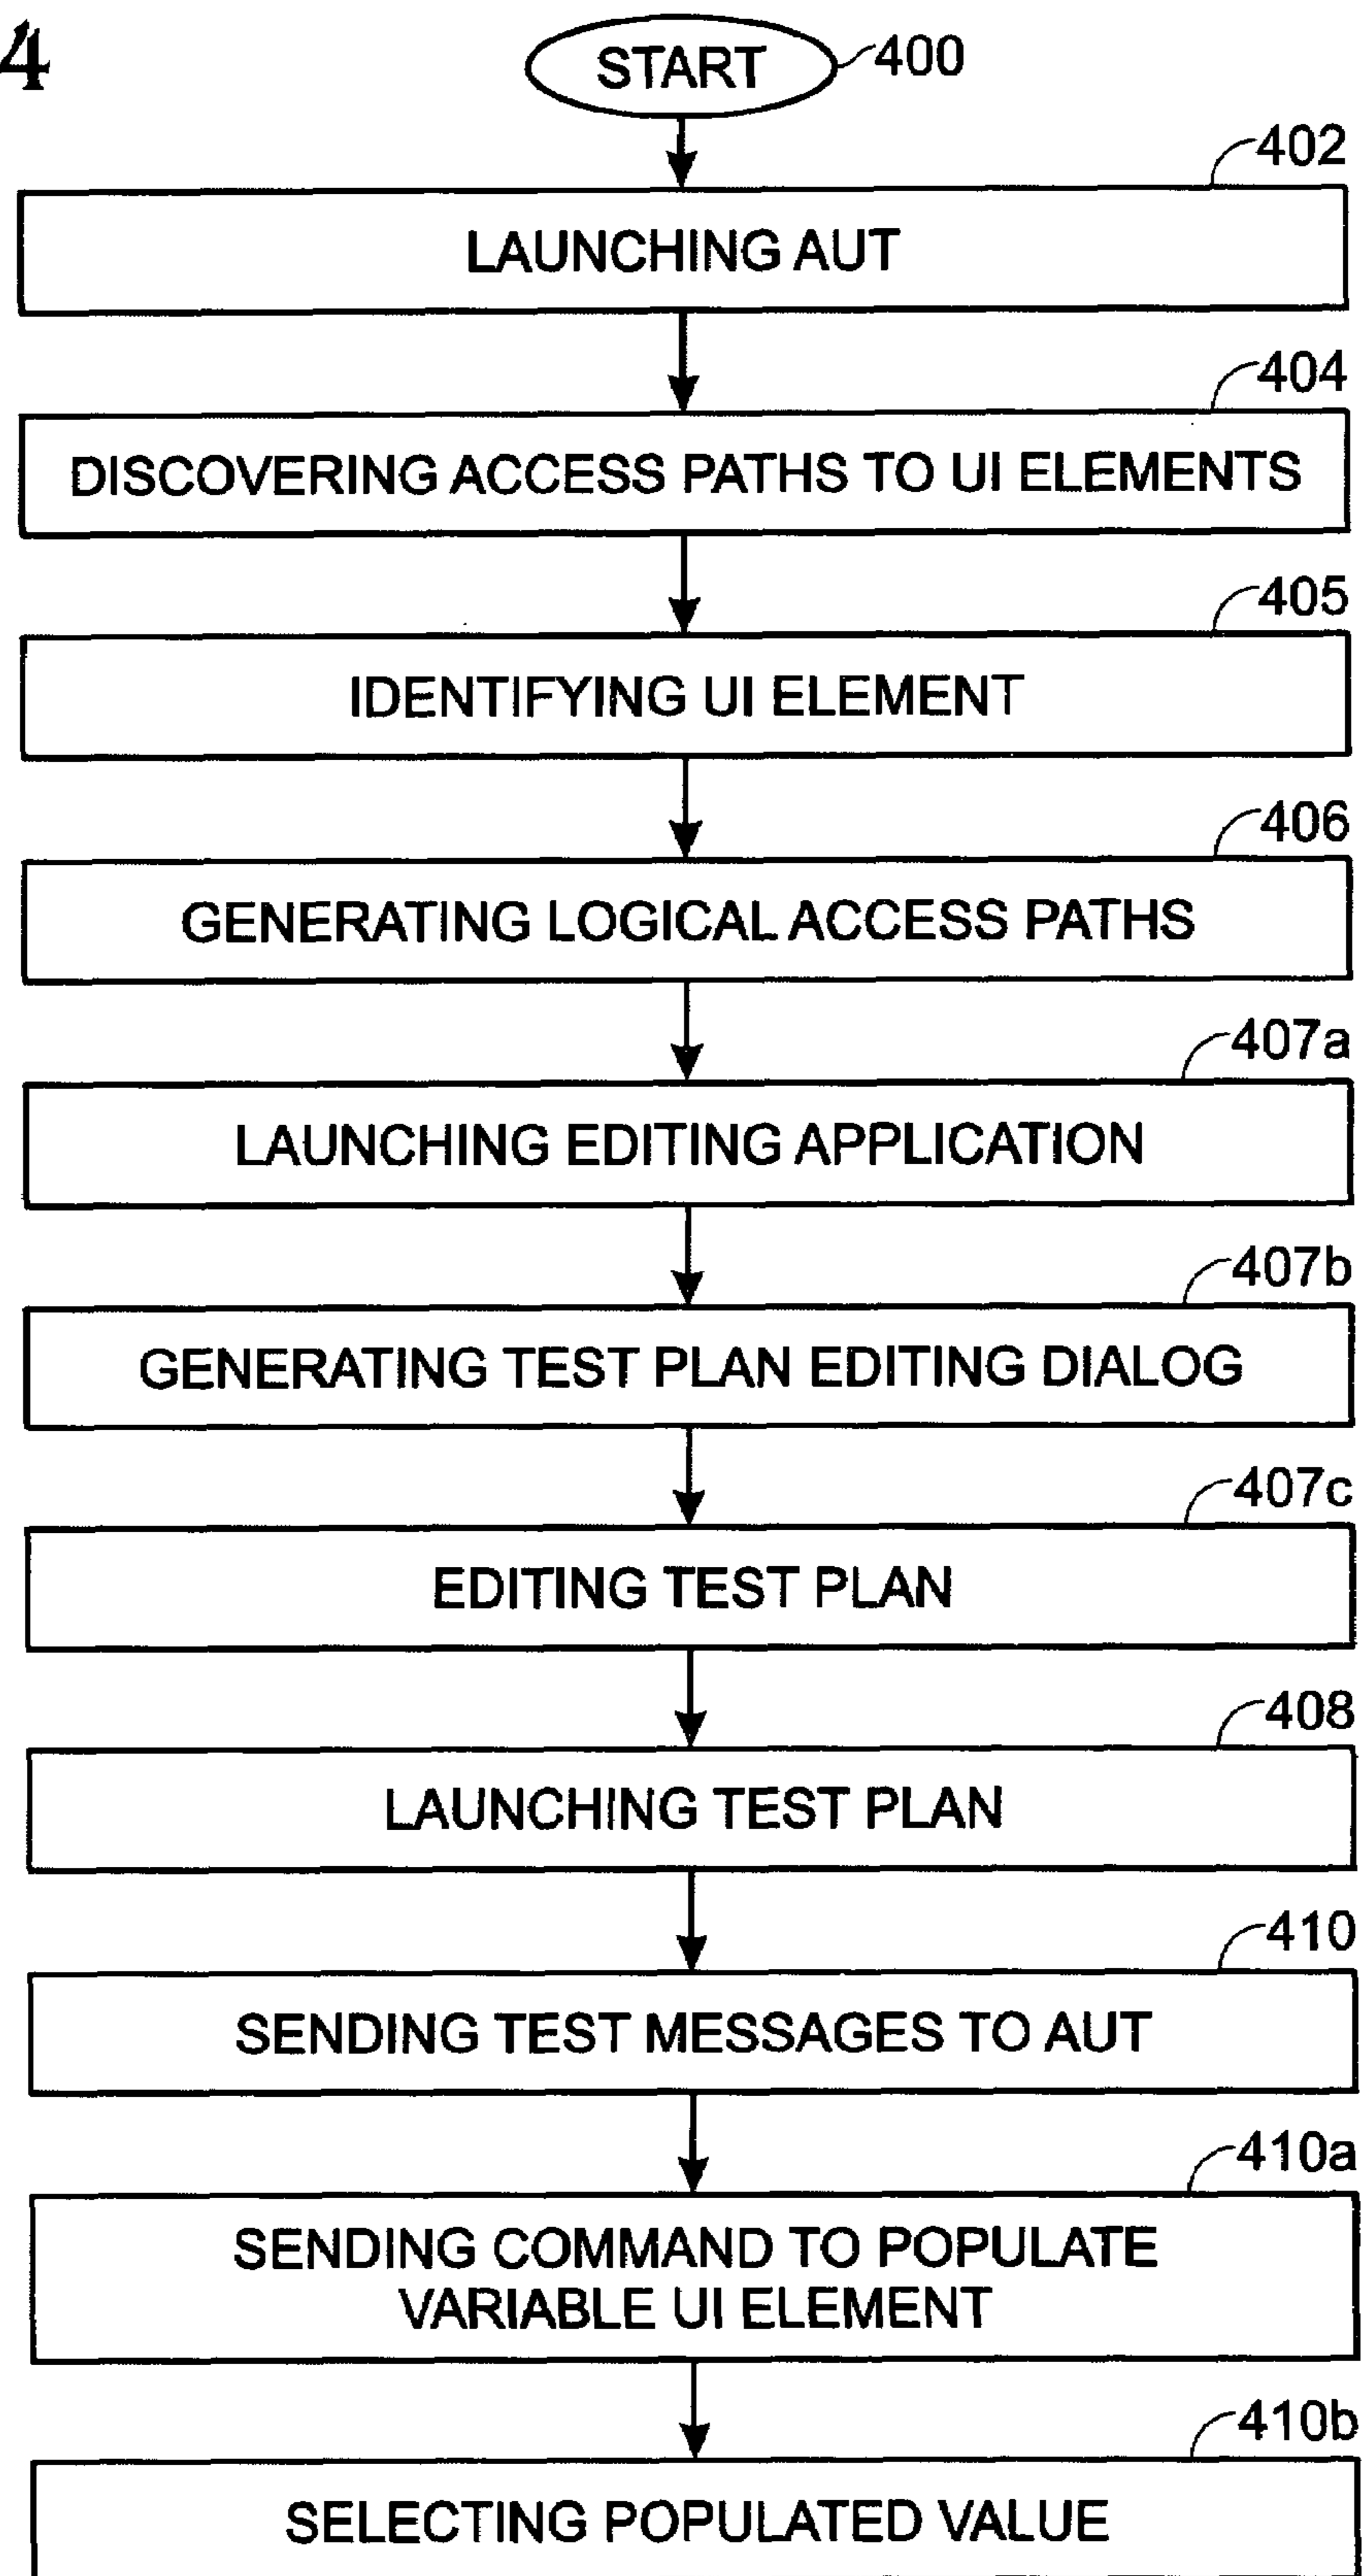 4
START 400
402
LAUNCHING AUT
404
DISCOVERING ACCESS PATHS TO UI ELEMENTS
405
IDENTIFYING UI ELEMENT
406
GENERATING LOGICAL ACCESS PATHS
407a
LAUNCHING EDITING APPLICATION
407b
GENERATING TEST PLAN EDITING DIALOG
407c
EDITING TEST PLAN
408
LAUNCHING TEST PLAN
410
SENDING TEST MESSAGES TO AUT
410a
SENDING COMMAND TO POPULATE
VARIABLE UI ELEMENT
410b
SELECTING POPULATED VALUE